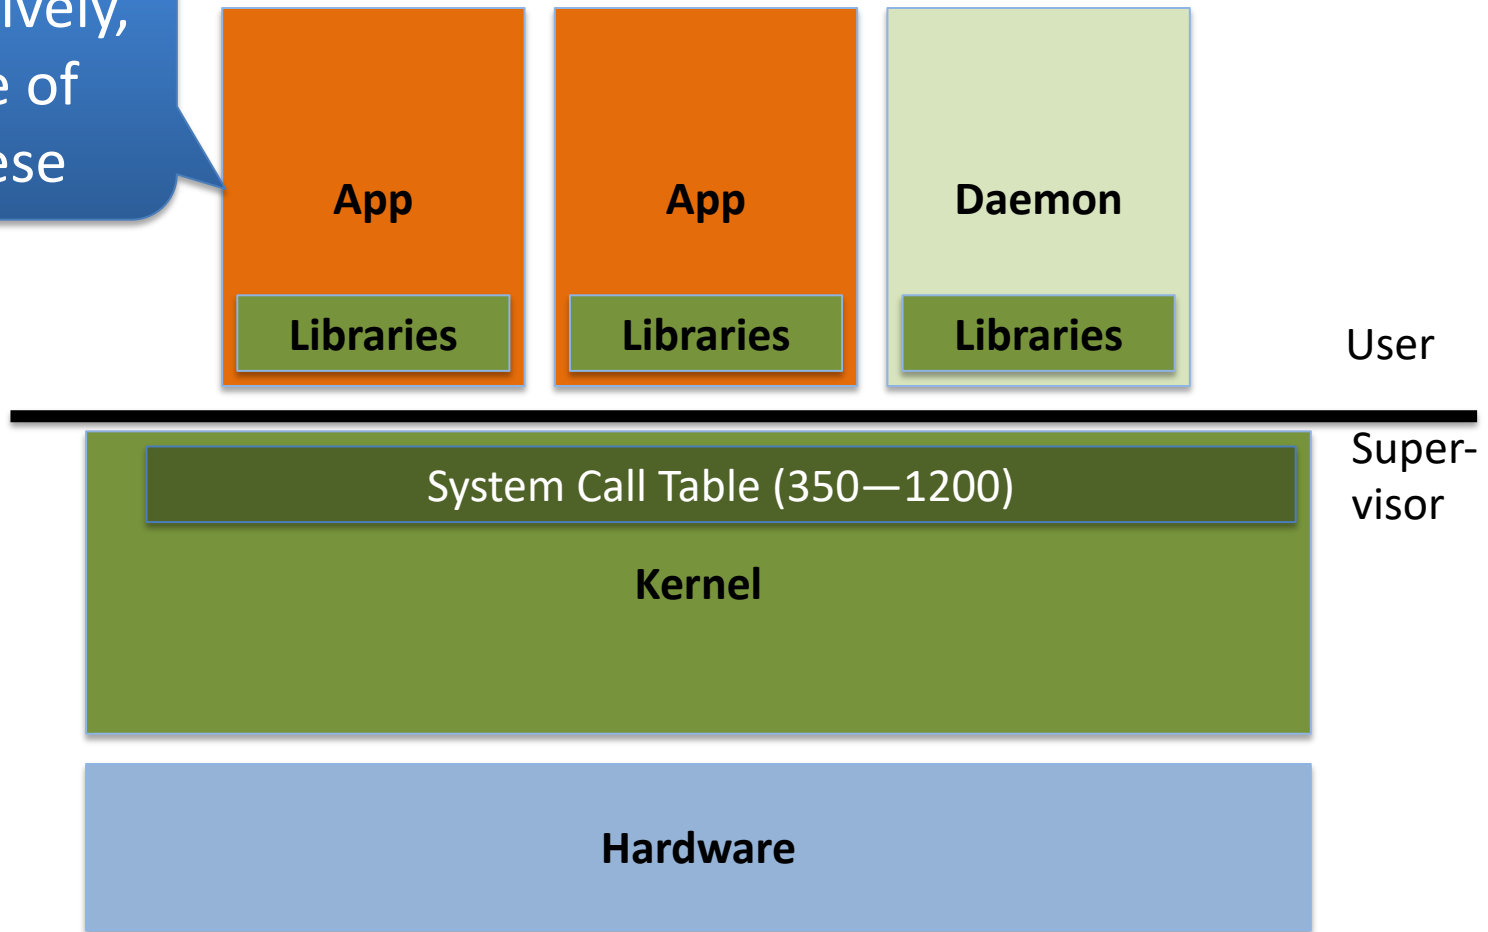 ively,
e of
ese
App
App
Daemon
Libraries
Libraries
Libraries
User
Super-
visor
System Call Table (350—1200)
Kernel
Hardware